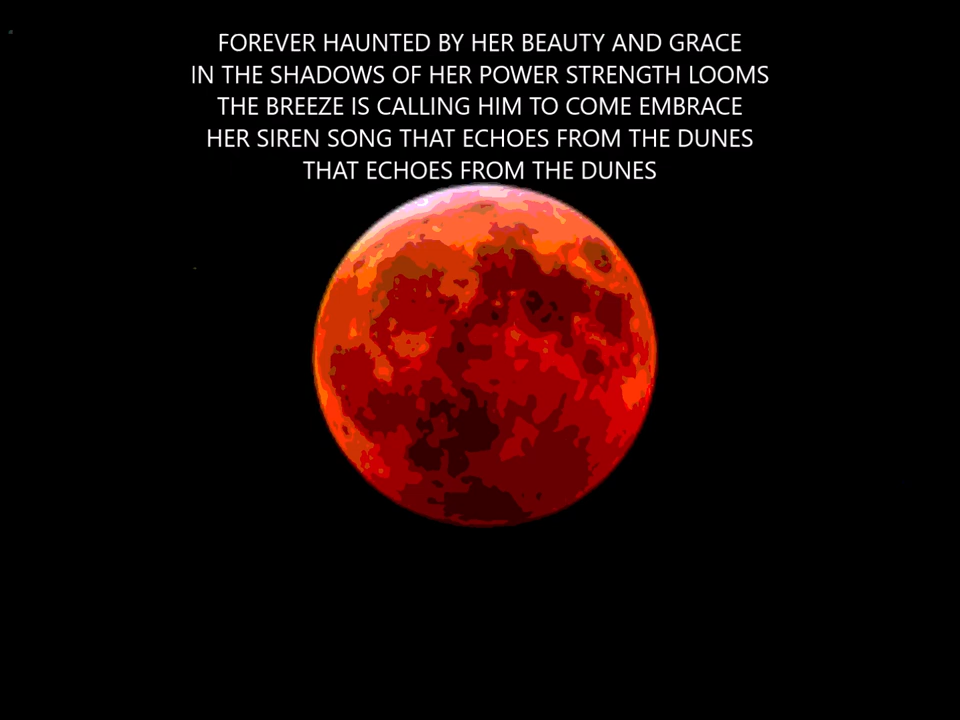 FOREVER HAUNTED BY HER BEAUTY AND GRACE
IN THE SHADOWS OF HER POWER STRENGTH LOOMS
THE BREEZE IS CALLING HIM TO COME EMBRACE
HER SIREN SONG THAT ECHOES FROM THE DUNES
THAT ECHOES FROM THE DUNES